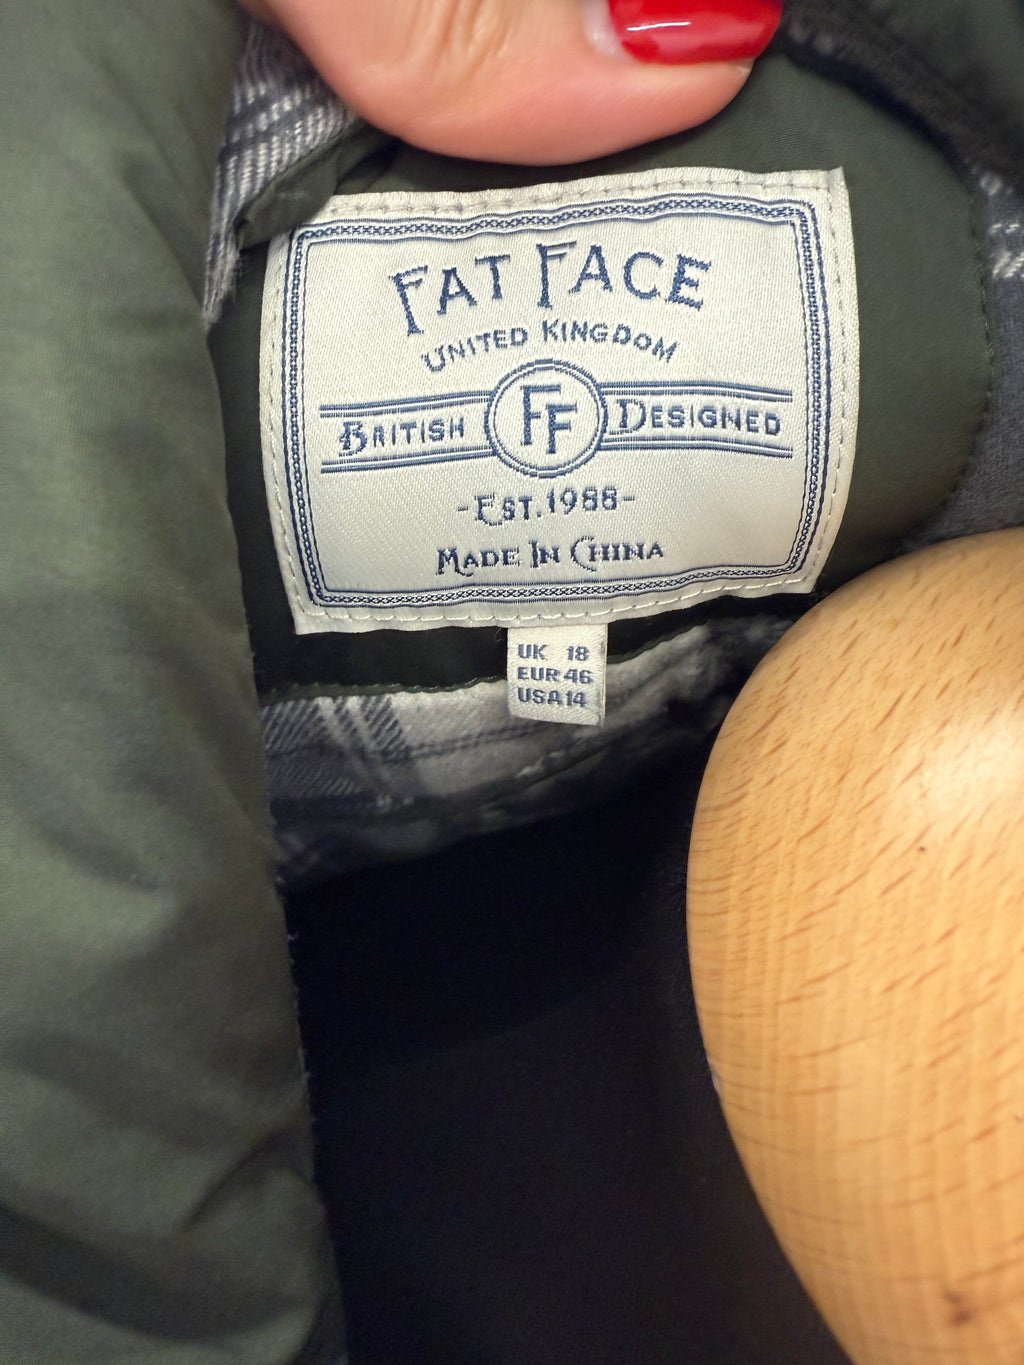 FAT FACE
UNITED KINGDOM
BRITISH FF DESIGNED
-EST.1988-
MADE IN CHINA
UK 18
EUR 46
USA 14